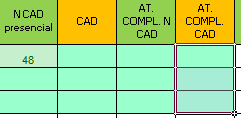 N CAD presencial
CAD
AT. COMPL. N CAD
AT. COMPL. CAD
48